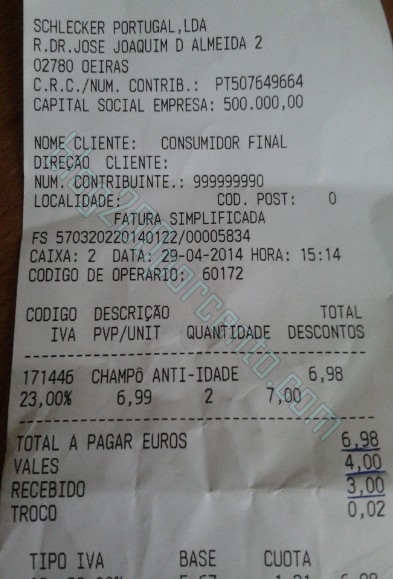 SCHLECKER PORTUGAL,LDA
R.DR.JOSE JOAQUIM D ALMEIDA 2
02780 OEIRAS
C.R.C./NUM. CONTRIB.: PT507649664
CAPITAL SOCIAL EMPRESA: 500.000,00
NOME CLIENTE: CONSUMIDOR FINAL
DIREÇÃO CLIENTE:
NUM. CONTRIBUINTE.: 999999990
LOCALIDADE: COD. POST: 0
FATURA SIMPLIFICADA
FS 570320220140122/00005834
CAIXA: 2 DATA: 29-04-2014 HORA: 15:14
CODIGO DE OPERARIO: 60172
CODIGO DESCRIÇÃO TOTAL
IVA PVP/UNIT QUANTIDADE DESCONTOS
171446 CHAMPÔ ANTI-IDADE 6,98
23,00% 6,99 2 7,00
TOTAL A PAGAR EUROS 6,98
VALES 4,00
RECEBIDO 3,00
TROCO 0,02
TIPO IVA BASE CUOTA